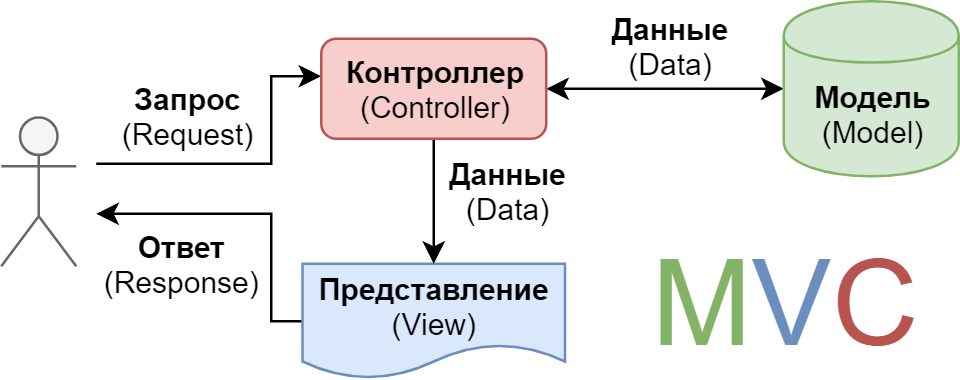 Запрос
(Request)
Контроллер
(Controller)
Данные
(Data)
Модель
(Model)
Данные
(Data)
Ответ
(Response)
Представление
(View)
MVC